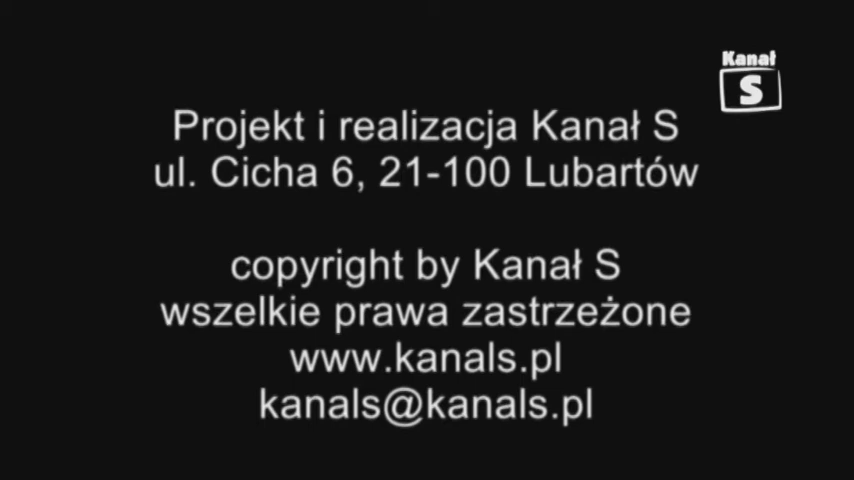 Kanał
S
Projekt i realizacja Kanał S
ul. Cicha 6, 21-100 Lubartów
copyright by Kanał S
wszelkie prawa zastrzeżone
www.kanals.pl
kanals@kanals.pl